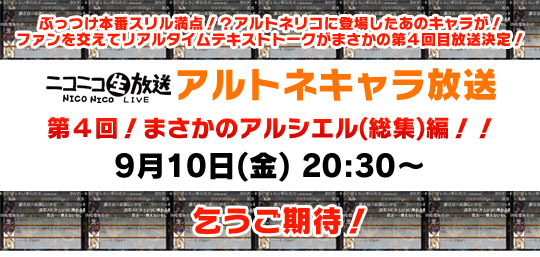 ぶっつけ本番スリル満点！？アルトネリコに登場したあのキャラが！
ファンを交えてリアルタイムテキストトークがまさかの第４回目放送決定！
ニコニコ生放送 アルトネキャラ放送
NICO NICO LIVE
第４回！まさかのアルシエル(総集)編！！
9月10日(金) 20:30～
乞うご期待！